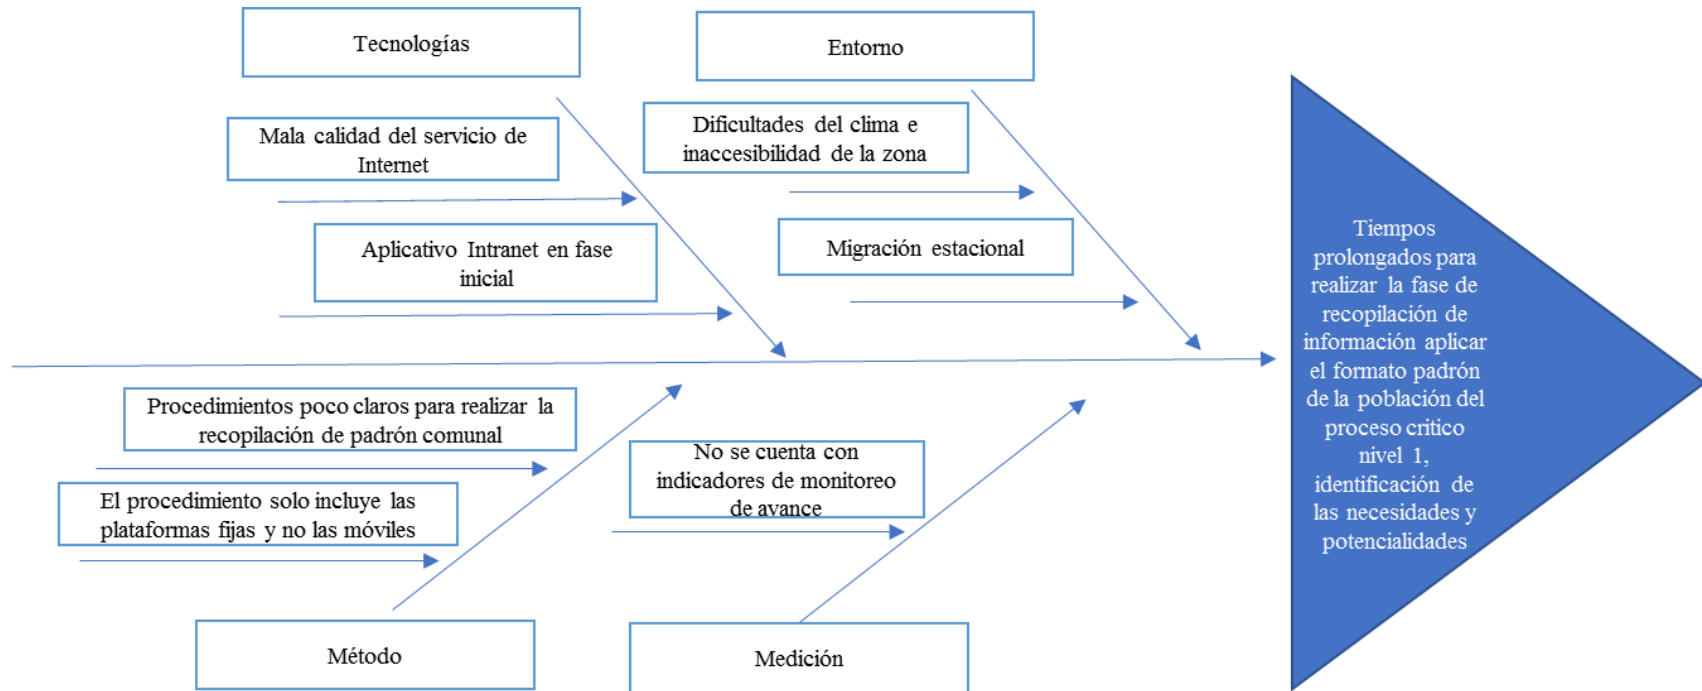 Tecnologías
Entorno
Mala calidad del servicio de
Internet
Dificultades del clima e
inaccesibilidad de la zona
Aplicativo Intranet en fase
inicial
Migración estacional
Procedimientos poco claros para realizar la
recopilación de padrón comunal
El procedimiento solo incluye las
plataformas fijas y no las móviles
No se cuenta con
indicadores de monitoreo
de avance
Método
Medición
Tiempos
prolongados para
realizar la fase de
recopilación de
información aplicar
el formato padrón
de la población del
proceso critico
nivel 1,
identificación de
las necesidades y
potencialidades